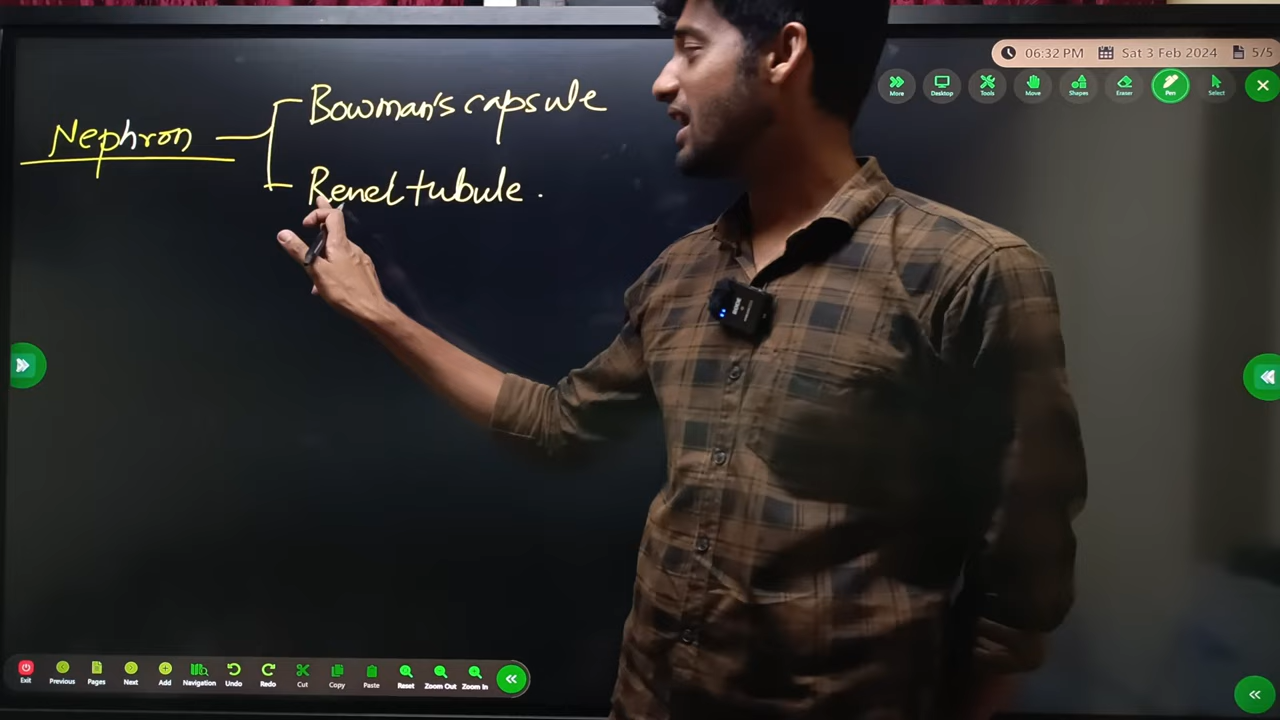 06:32 PM Sat 3 Feb 2024 5/5
More Desktop Tools Move Shapes Eraser Pen Select
Bowman's capsule
Nephron
Renel tubule.
Exit Previous Pages Next Add Navigation Undo Redo Cut Copy Paste Reset Zoom Out Zoom In